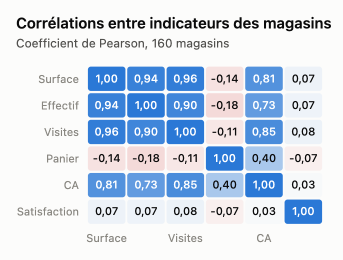 Corrélations entre indicateurs des magasins
Coefficient de Pearson, 160 magasins
Surface 1,00 0,94 0,96 -0,14 0,81 0,07
Effectif 0,94 1,00 0,90 -0,18 0,73 0,07
Visites 0,96 0,90 1,00 -0,11 0,85 0,08
Panier -0,14 -0,18 -0,11 1,00 0,40 -0,07
CA 0,81 0,73 0,85 0,40 1,00 0,03
Satisfaction 0,07 0,07 0,08 -0,07 0,03 1,00
Surface Visites CA